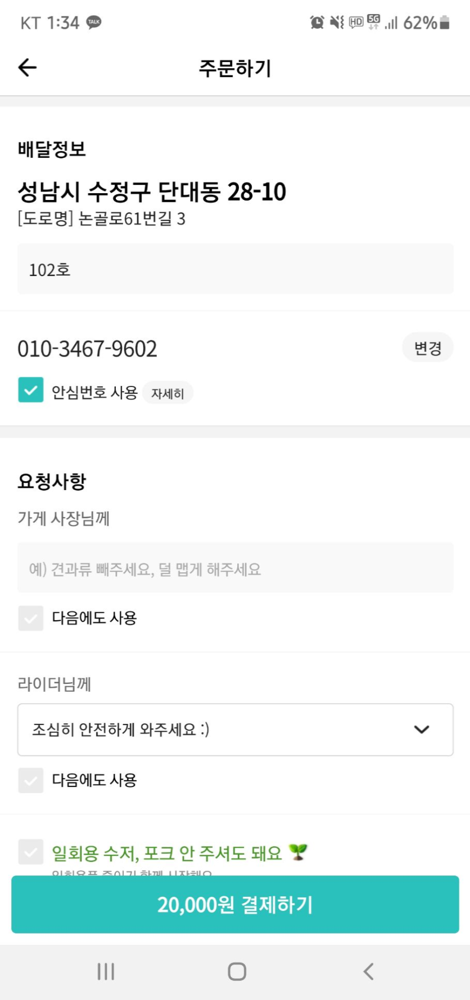 KT 1:34 TALK HD 5G 62%
주문하기
배달정보
성남시 수정구 단대동 28-10
[도로명] 논골로61번길 3
102호
010-3467-9602 변경
안심번호 사용 자세히
요청사항
가게 사장님께
예) 견과류 빼주세요, 덜 맵게 해주세요
다음에도 사용
라이더님께
조심히 안전하게 와주세요 :)
다음에도 사용
일회용 수저, 포크 안 주셔도 돼요
20,000원 결제하기